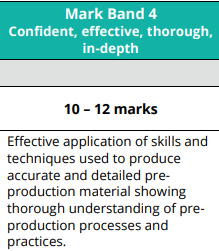 Mark Band 4
Confident, effective, thorough,
in-depth
10 – 12 marks
Effective application of skills and
techniques used to produce
accurate and detailed pre-
production material showing
thorough understanding of pre-
production processes and
practices.